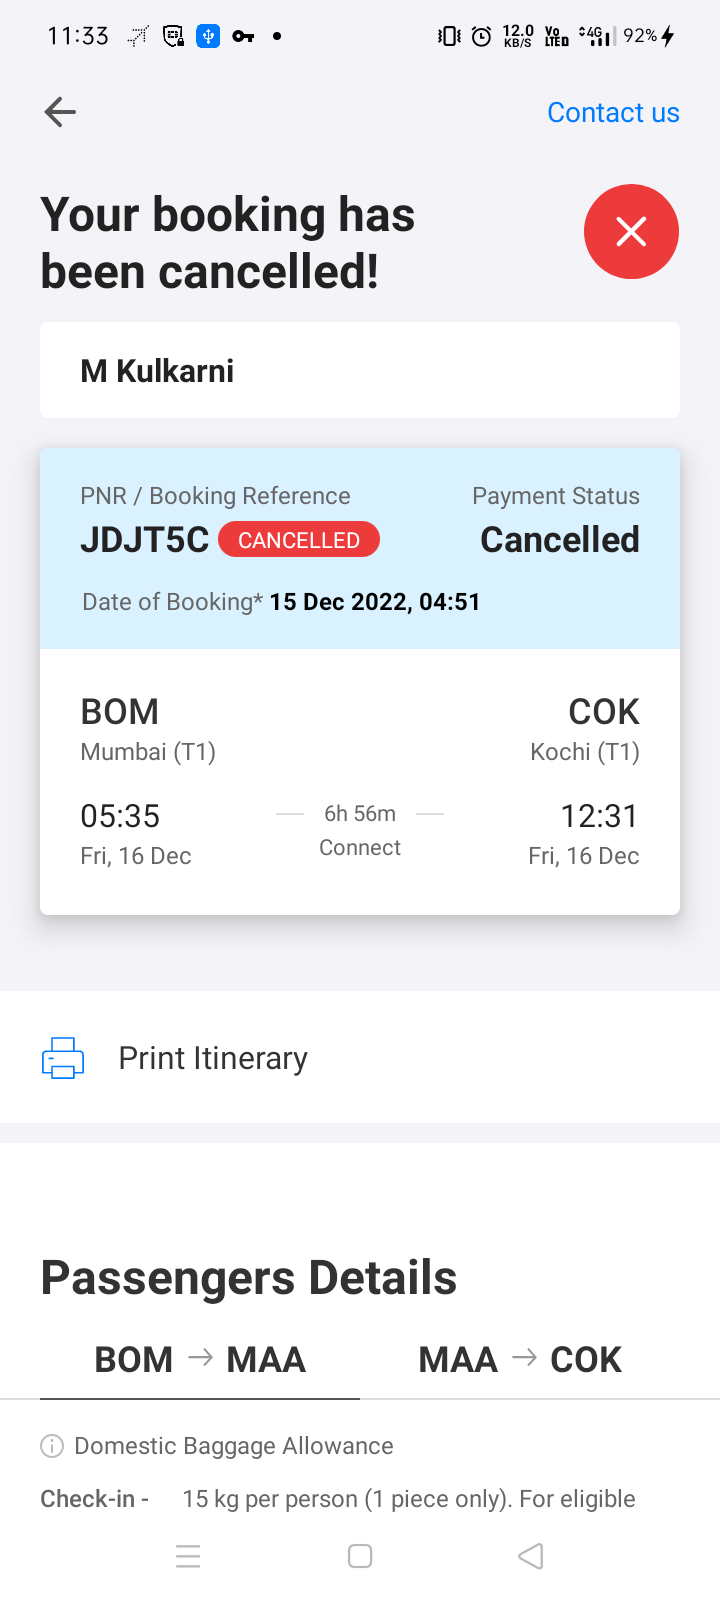 11:33 12.0 KB/S Vo LTED 4G 92%
Contact us
Your booking has
been cancelled!
M Kulkarni
PNR / Booking Reference Payment Status
JDJT5C CANCELLED Cancelled
Date of Booking* 15 Dec 2022, 04:51
BOM COK
Mumbai (T1) Kochi (T1)
05:35 6h 56m 12:31
Fri, 16 Dec Connect Fri, 16 Dec
Print Itinerary
Passengers Details
BOM → MAA MAA → COK
Domestic Baggage Allowance
Check-in - 15 kg per person (1 piece only). For eligible